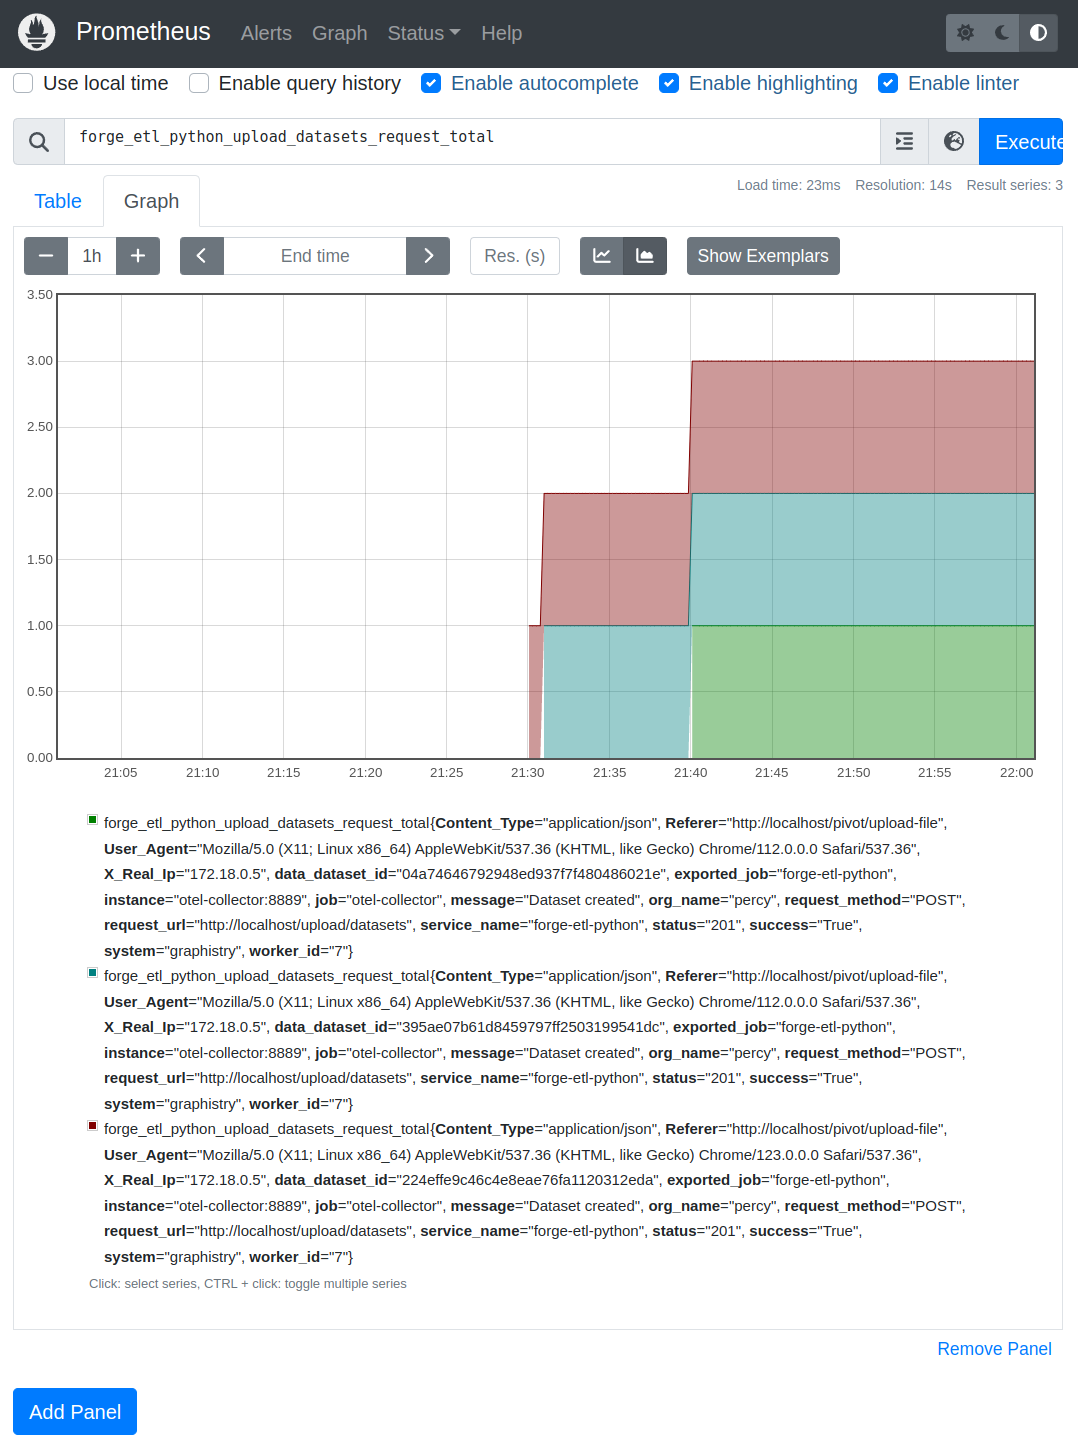 Prometheus Alerts Graph Status Help
Use local time Enable query history Enable autocomplete Enable highlighting Enable linter
forge_etl_python_upload_datasets_request_total Execute
Load time: 23ms Resolution: 14s Result series: 3
Table Graph
1h End time Res. (s) Show Exemplars
3.50
3.00
2.50
2.00
1.50
1.00
0.50
0.00
21:05 21:10 21:15 21:20 21:25 21:30 21:35 21:40 21:45 21:50 21:55 22:00
forge_etl_python_upload_datasets_request_total{Content_Type="application/json", Referer="http://localhost/pivot/upload-file",
User_Agent="Mozilla/5.0 (X11; Linux x86_64) AppleWebKit/537.36 (KHTML, like Gecko) Chrome/112.0.0.0 Safari/537.36",
X_Real_Ip="172.18.0.5", data_dataset_id="04a74646792948ed937f7f480486021e", exported_job="forge-etl-python",
instance="otel-collector:8889", job="otel-collector", message="Dataset created", org_name="percy", request_method="POST",
request_url="http://localhost/upload/datasets", service_name="forge-etl-python", status="201", success="True",
system="graphistry", worker_id="7"}
forge_etl_python_upload_datasets_request_total{Content_Type="application/json", Referer="http://localhost/pivot/upload-file",
User_Agent="Mozilla/5.0 (X11; Linux x86_64) AppleWebKit/537.36 (KHTML, like Gecko) Chrome/112.0.0.0 Safari/537.36",
X_Real_Ip="172.18.0.5", data_dataset_id="395ae07b61d8459797ff2503199541dc", exported_job="forge-etl-python",
instance="otel-collector:8889", job="otel-collector", message="Dataset created", org_name="percy", request_method="POST",
request_url="http://localhost/upload/datasets", service_name="forge-etl-python", status="201", success="True",
system="graphistry", worker_id="7"}
forge_etl_python_upload_datasets_request_total{Content_Type="application/json", Referer="http://localhost/pivot/upload-file",
User_Agent="Mozilla/5.0 (X11; Linux x86_64) AppleWebKit/537.36 (KHTML, like Gecko) Chrome/123.0.0.0 Safari/537.36",
X_Real_Ip="172.18.0.5", data_dataset_id="224effe9c46c4e8eae76fa1120312eda", exported_job="forge-etl-python",
instance="otel-collector:8889", job="otel-collector", message="Dataset created", org_name="percy", request_method="POST",
request_url="http://localhost/upload/datasets", service_name="forge-etl-python", status="201", success="True",
system="graphistry", worker_id="7"}
Click: select series, CTRL + click: toggle multiple series
Remove Panel
Add Panel